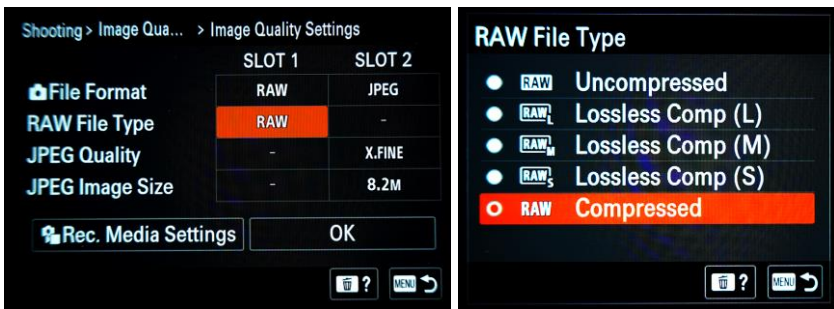 Shooting > Image Qua... > Image Quality Settings
SLOT 1 SLOT 2
File Format RAW JPEG
RAW File Type RAW -
JPEG Quality - X.FINE
JPEG Image Size - 8.2M
Rec. Media Settings OK
? MENU
RAW File Type
RAW Uncompressed
RAW L Lossless Comp (L)
RAW M Lossless Comp (M)
RAW S Lossless Comp (S)
RAW Compressed
? MENU